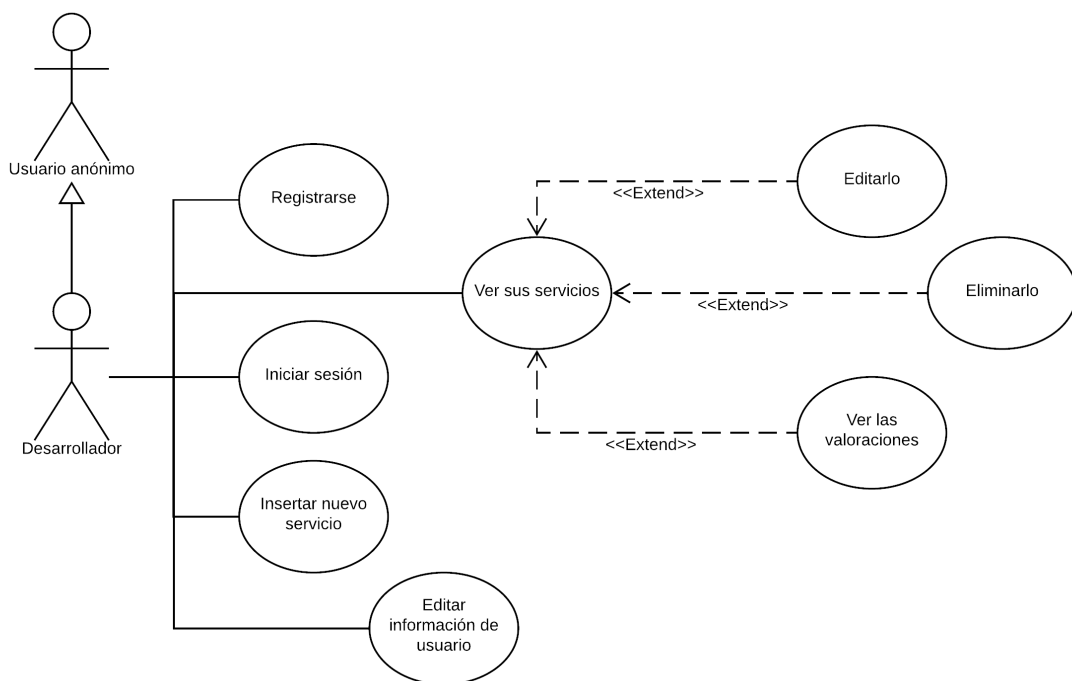 Usuario anónimo
Registrarse
Editarlo
<<Extend>>
Ver sus servicios
Eliminarlo
<<Extend>>
Iniciar sesión
Desarrollador
Ver las
valoraciones
<<Extend>>
Insertar nuevo
servicio
Editar
información de
usuario